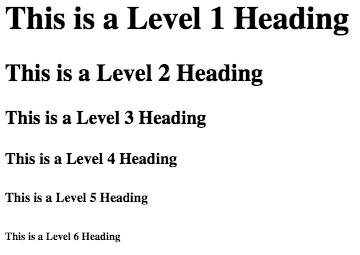 This is a Level 1 Heading
This is a Level 2 Heading
This is a Level 3 Heading
This is a Level 4 Heading
This is a Level 5 Heading
This is a Level 6 Heading